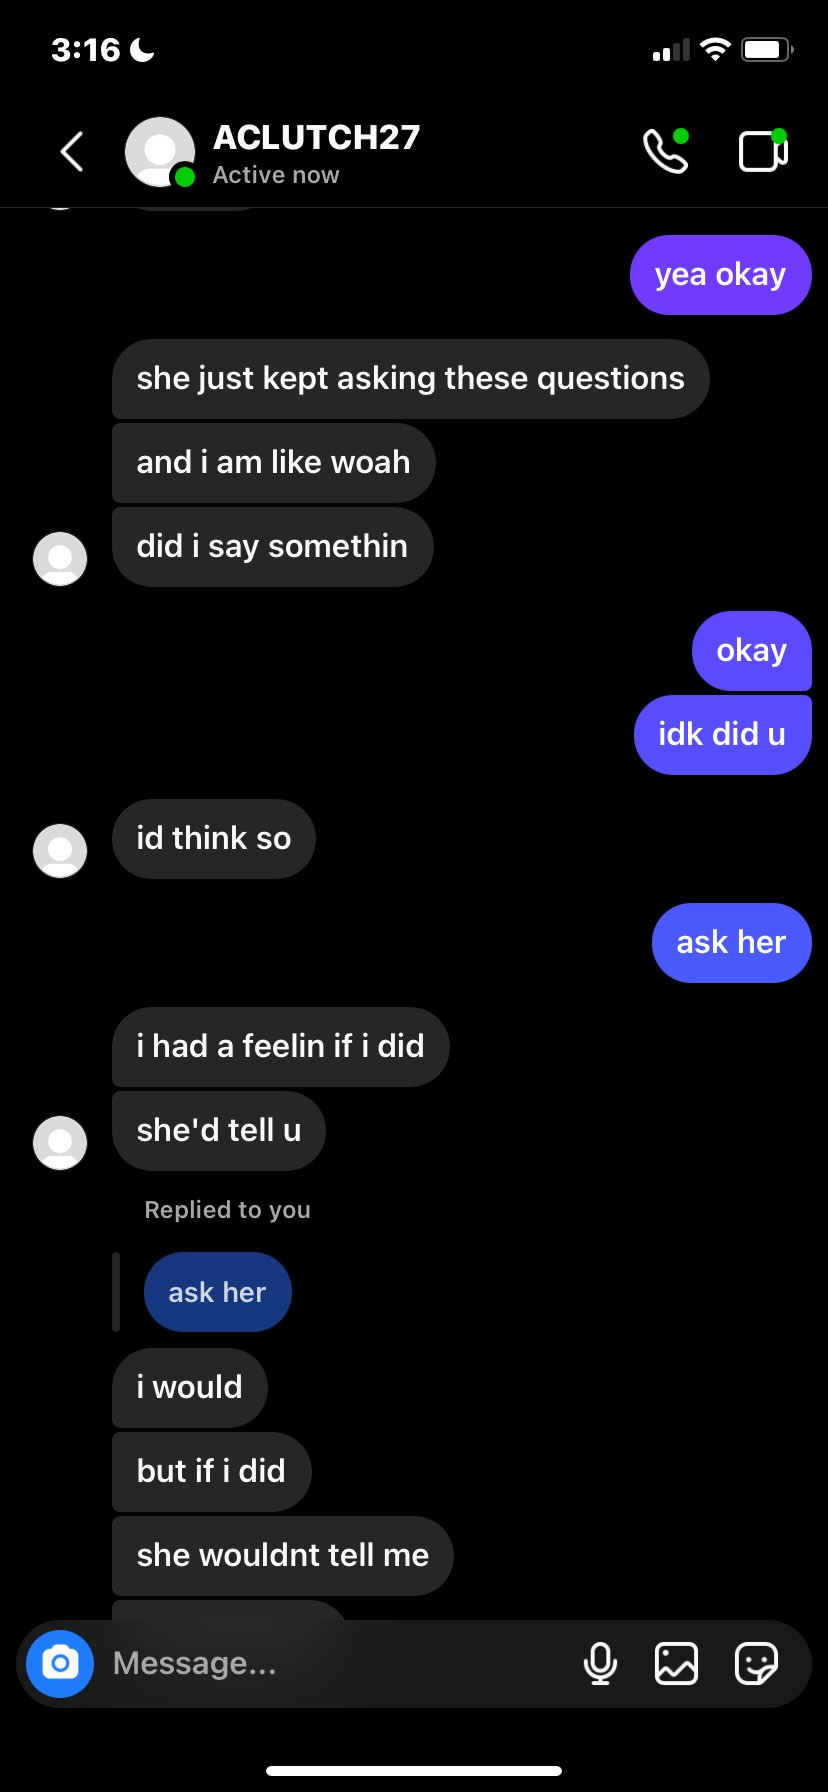 3:16
ACLUTCH27
Active now
yea okay
she just kept asking these questions
and i am like woah
did i say somethin
okay
idk did u
id think so
ask her
i had a feelin if i did
she'd tell u
Replied to you
ask her
i would
but if i did
she wouldnt tell me
Message...